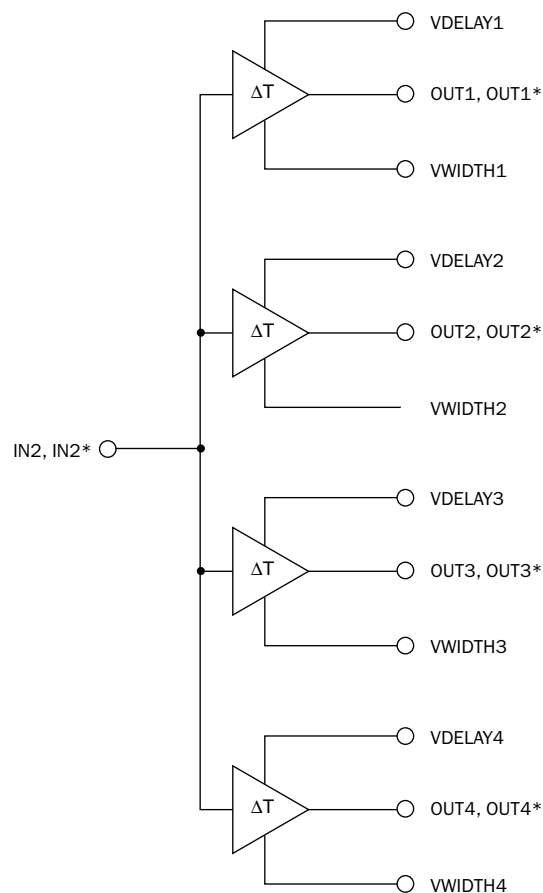 VDELAY1
ΔT
OUT1, OUT1*
VWIDTH1
VDELAY2
ΔT
OUT2, OUT2*
VWIDTH2
IN2, IN2*
VDELAY3
ΔT
OUT3, OUT3*
VWIDTH3
VDELAY4
ΔT
OUT4, OUT4*
VWIDTH4